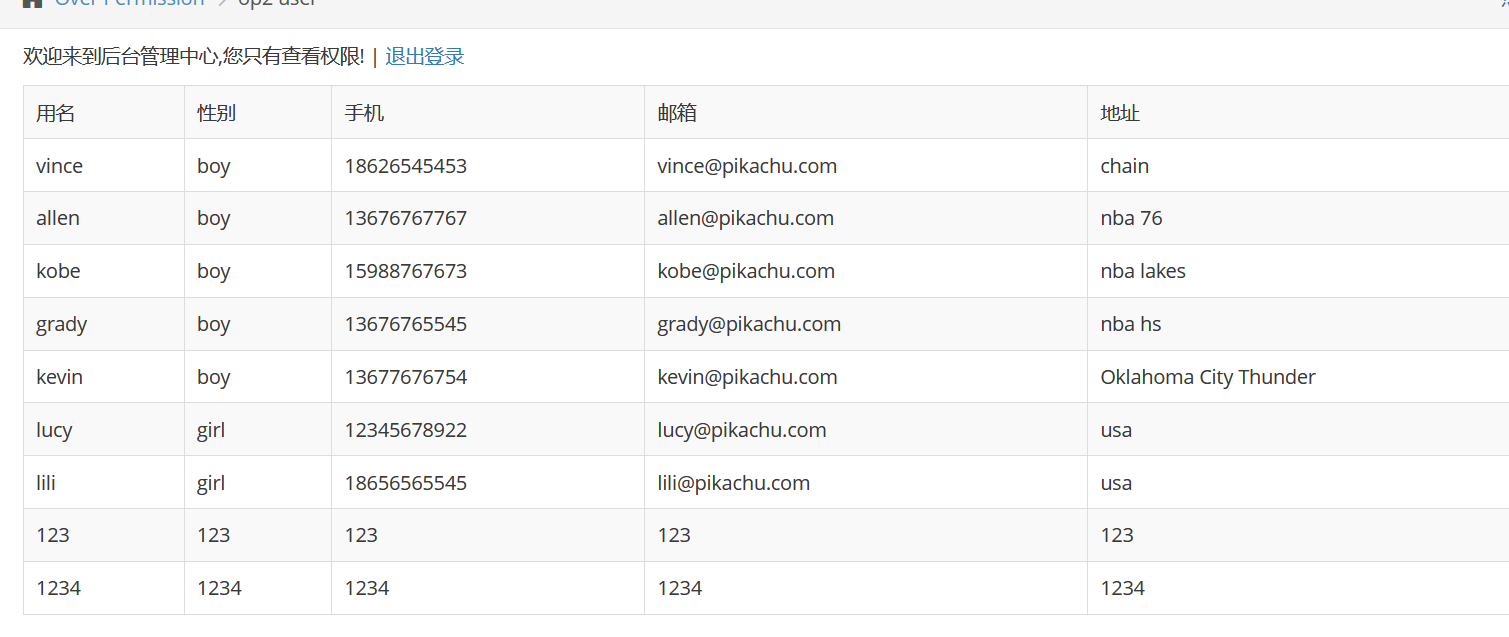 Over Permission > op2 user
欢迎来到后台管理中心,您只有查看权限! | 退出登录
用名 性别 手机 邮箱 地址
vince boy 18626545453 vince@pikachu.com chain
allen boy 13676767767 allen@pikachu.com nba 76
kobe boy 15988767673 kobe@pikachu.com nba lakes
grady boy 13676765545 grady@pikachu.com nba hs
kevin boy 13677676754 kevin@pikachu.com Oklahoma City Thunder
lucy girl 12345678922 lucy@pikachu.com usa
lili girl 18656565545 lili@pikachu.com usa
123 123 123 123 123
1234 1234 1234 1234 1234